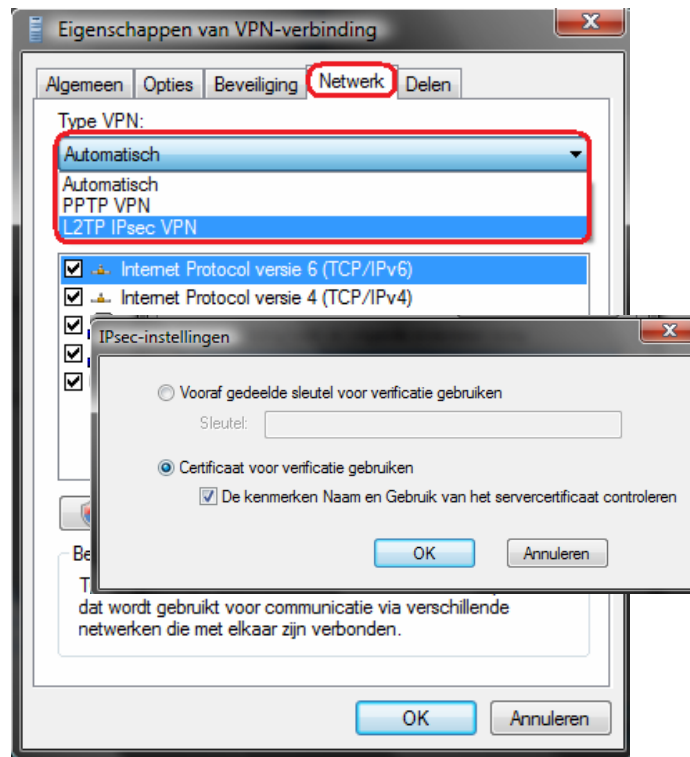 Eigenschappen van VPN-verbinding
Algemeen Opties Beveiliging Netwerk Delen
Type VPN:
Automatisch
Automatisch
PPTP VPN
L2TP IPsec VPN
Internet Protocol versie 6 (TCP/IPv6)
Internet Protocol versie 4 (TCP/IPv4)
IPsec-instellingen
Vooraf gedeelde sleutel voor verificatie gebruiken
Sleutel:
Certificaat voor verificatie gebruiken
De kenmerken Naam en Gebruik van het servercertificaat controleren
OK Annuleren
dat wordt gebruikt voor communicatie via verschillende
netwerken die met elkaar zijn verbonden.
OK Annuleren